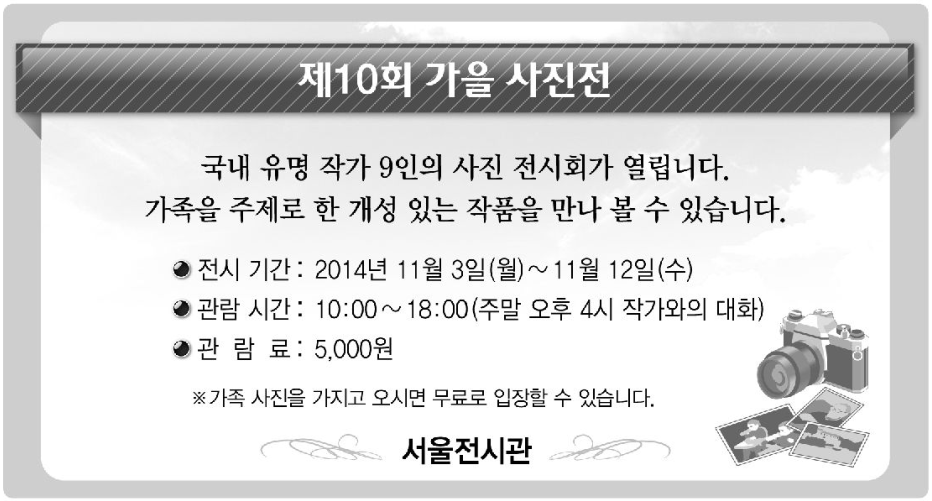 제10회 가을 사진전
국내 유명 작가 9인의 사진 전시회가 열립니다.
가족을 주제로 한 개성 있는 작품을 만나 볼 수 있습니다.
전시 기간 : 2014년 11월 3일(월)~11월 12일(수)
관람 시간 : 10:00~18:00(주말 오후 4시 작가와의 대화)
관 람 료 : 5,000원
※가족 사진을 가지고 오시면 무료로 입장할 수 있습니다.
서울전시관